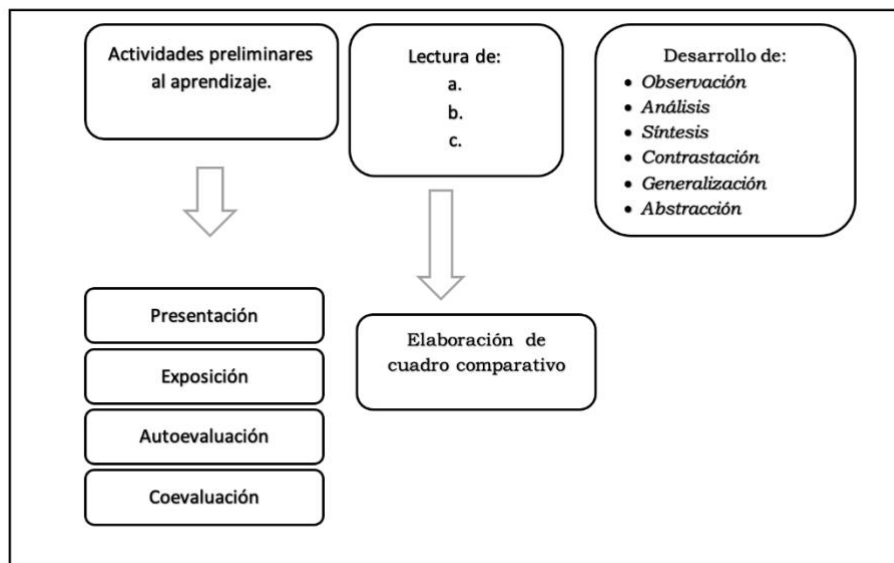 Actividades preliminares
al aprendizaje.
Lectura de:
a.
b.
c.
Desarrollo de:
• Observación
• Análisis
• Síntesis
• Contrastación
• Generalización
• Abstracción
Presentación
Exposición
Autoevaluación
Coevaluación
Elaboración de
cuadro comparativo